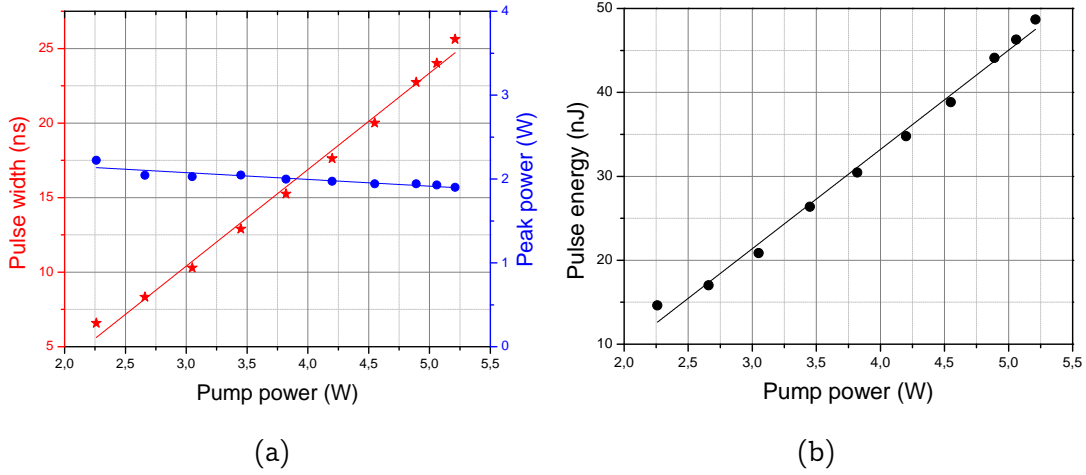 Pulse width (ns)
25
20
15
10
5
4
3
2
1
0
Peak power (W)
2,0 2,5 3,0 3,5 4,0 4,5 5,0 5,5
Pump power (W)
(a)
Pulse energy (nJ)
50
40
30
20
10
2,0 2,5 3,0 3,5 4,0 4,5 5,0 5,5
Pump power (W)
(b)